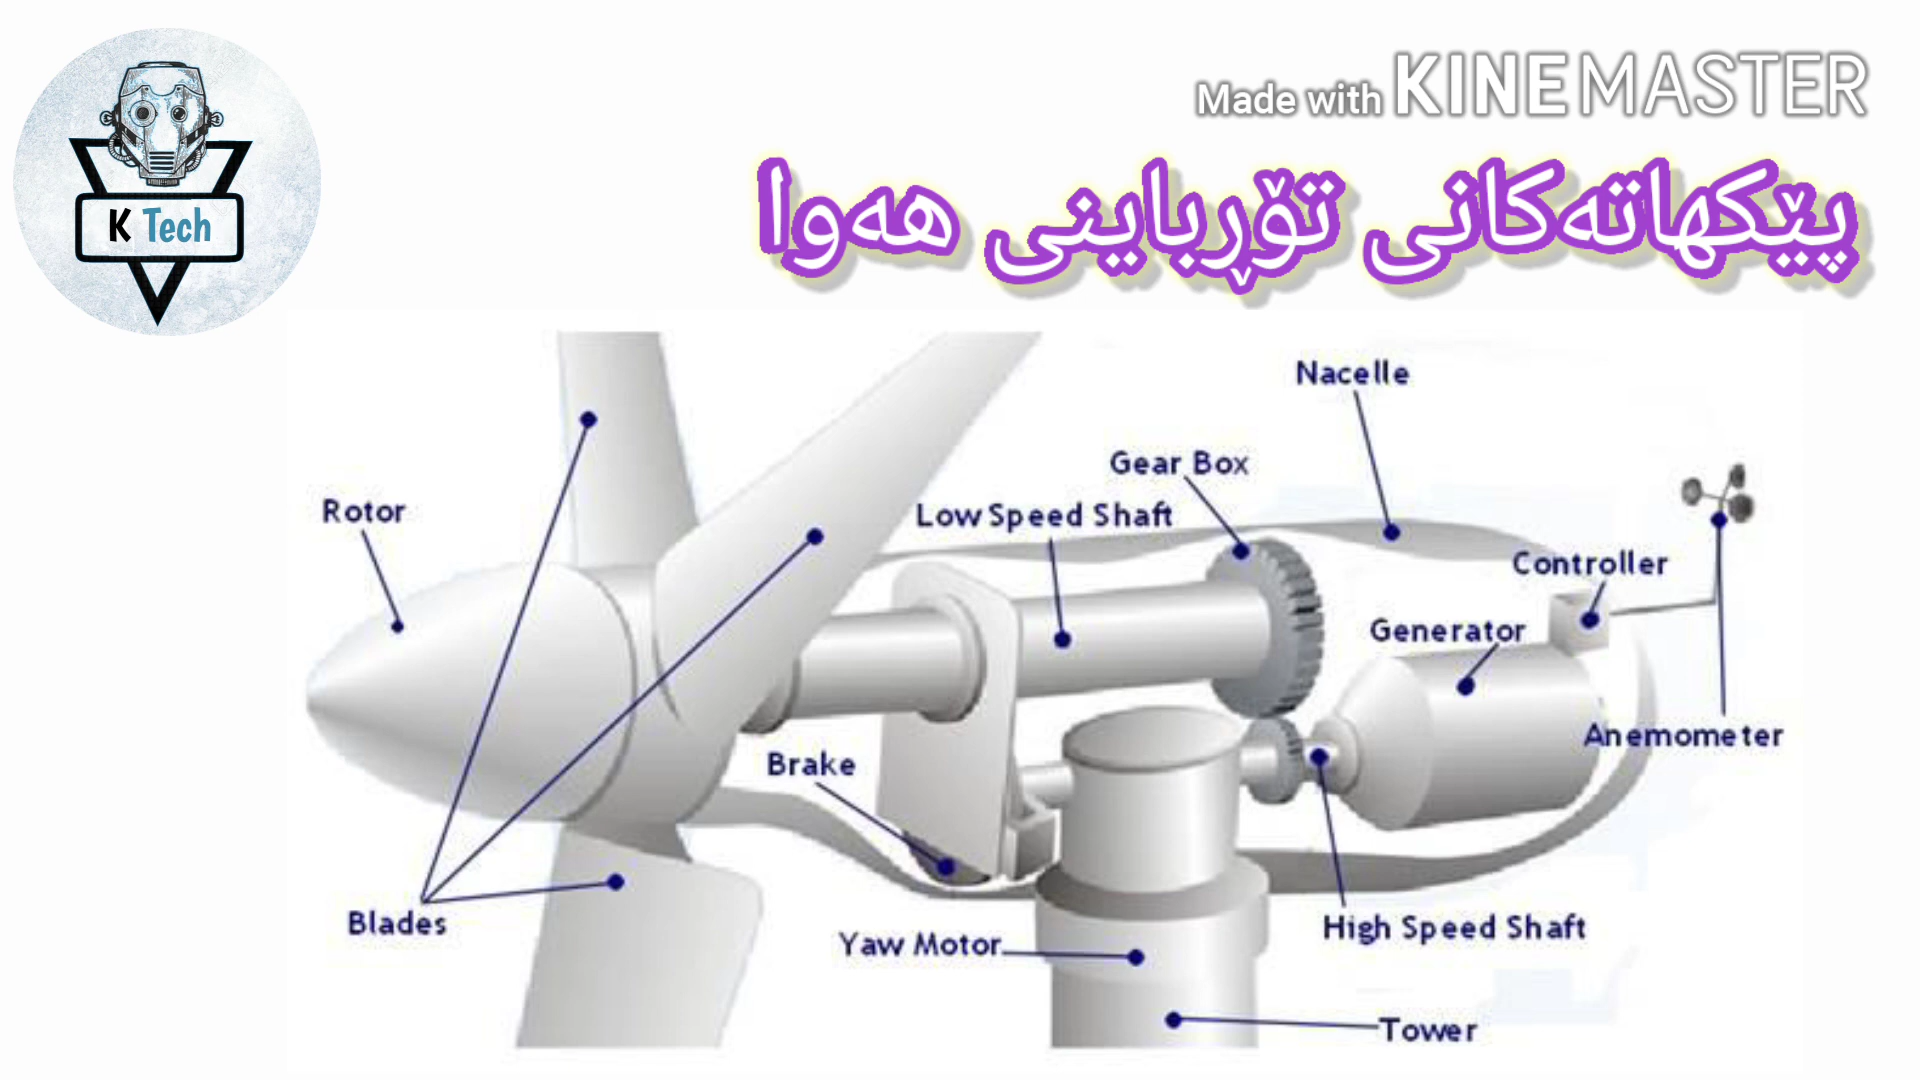 Made with KINEMASTER
K Tech
پێکهاتەکانی تۆڕباینی هەوا
Nacelle
Gear Box
Rotor
Low Speed Shaft
Controller
Generator
Anemometer
Brake
Blades
High Speed Shaft
Yaw Motor
Tower